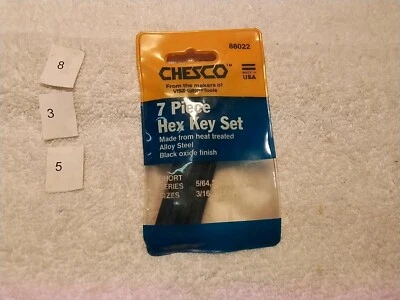 8
3
5
88022
CHESCO™
MADE IN
USA
From the makers of
7 Piece
Hex Key Set
Made from heat treated
Alloy Steel
Black oxide finish
SHORT
SERIES 5/64,
SIZES 3/16